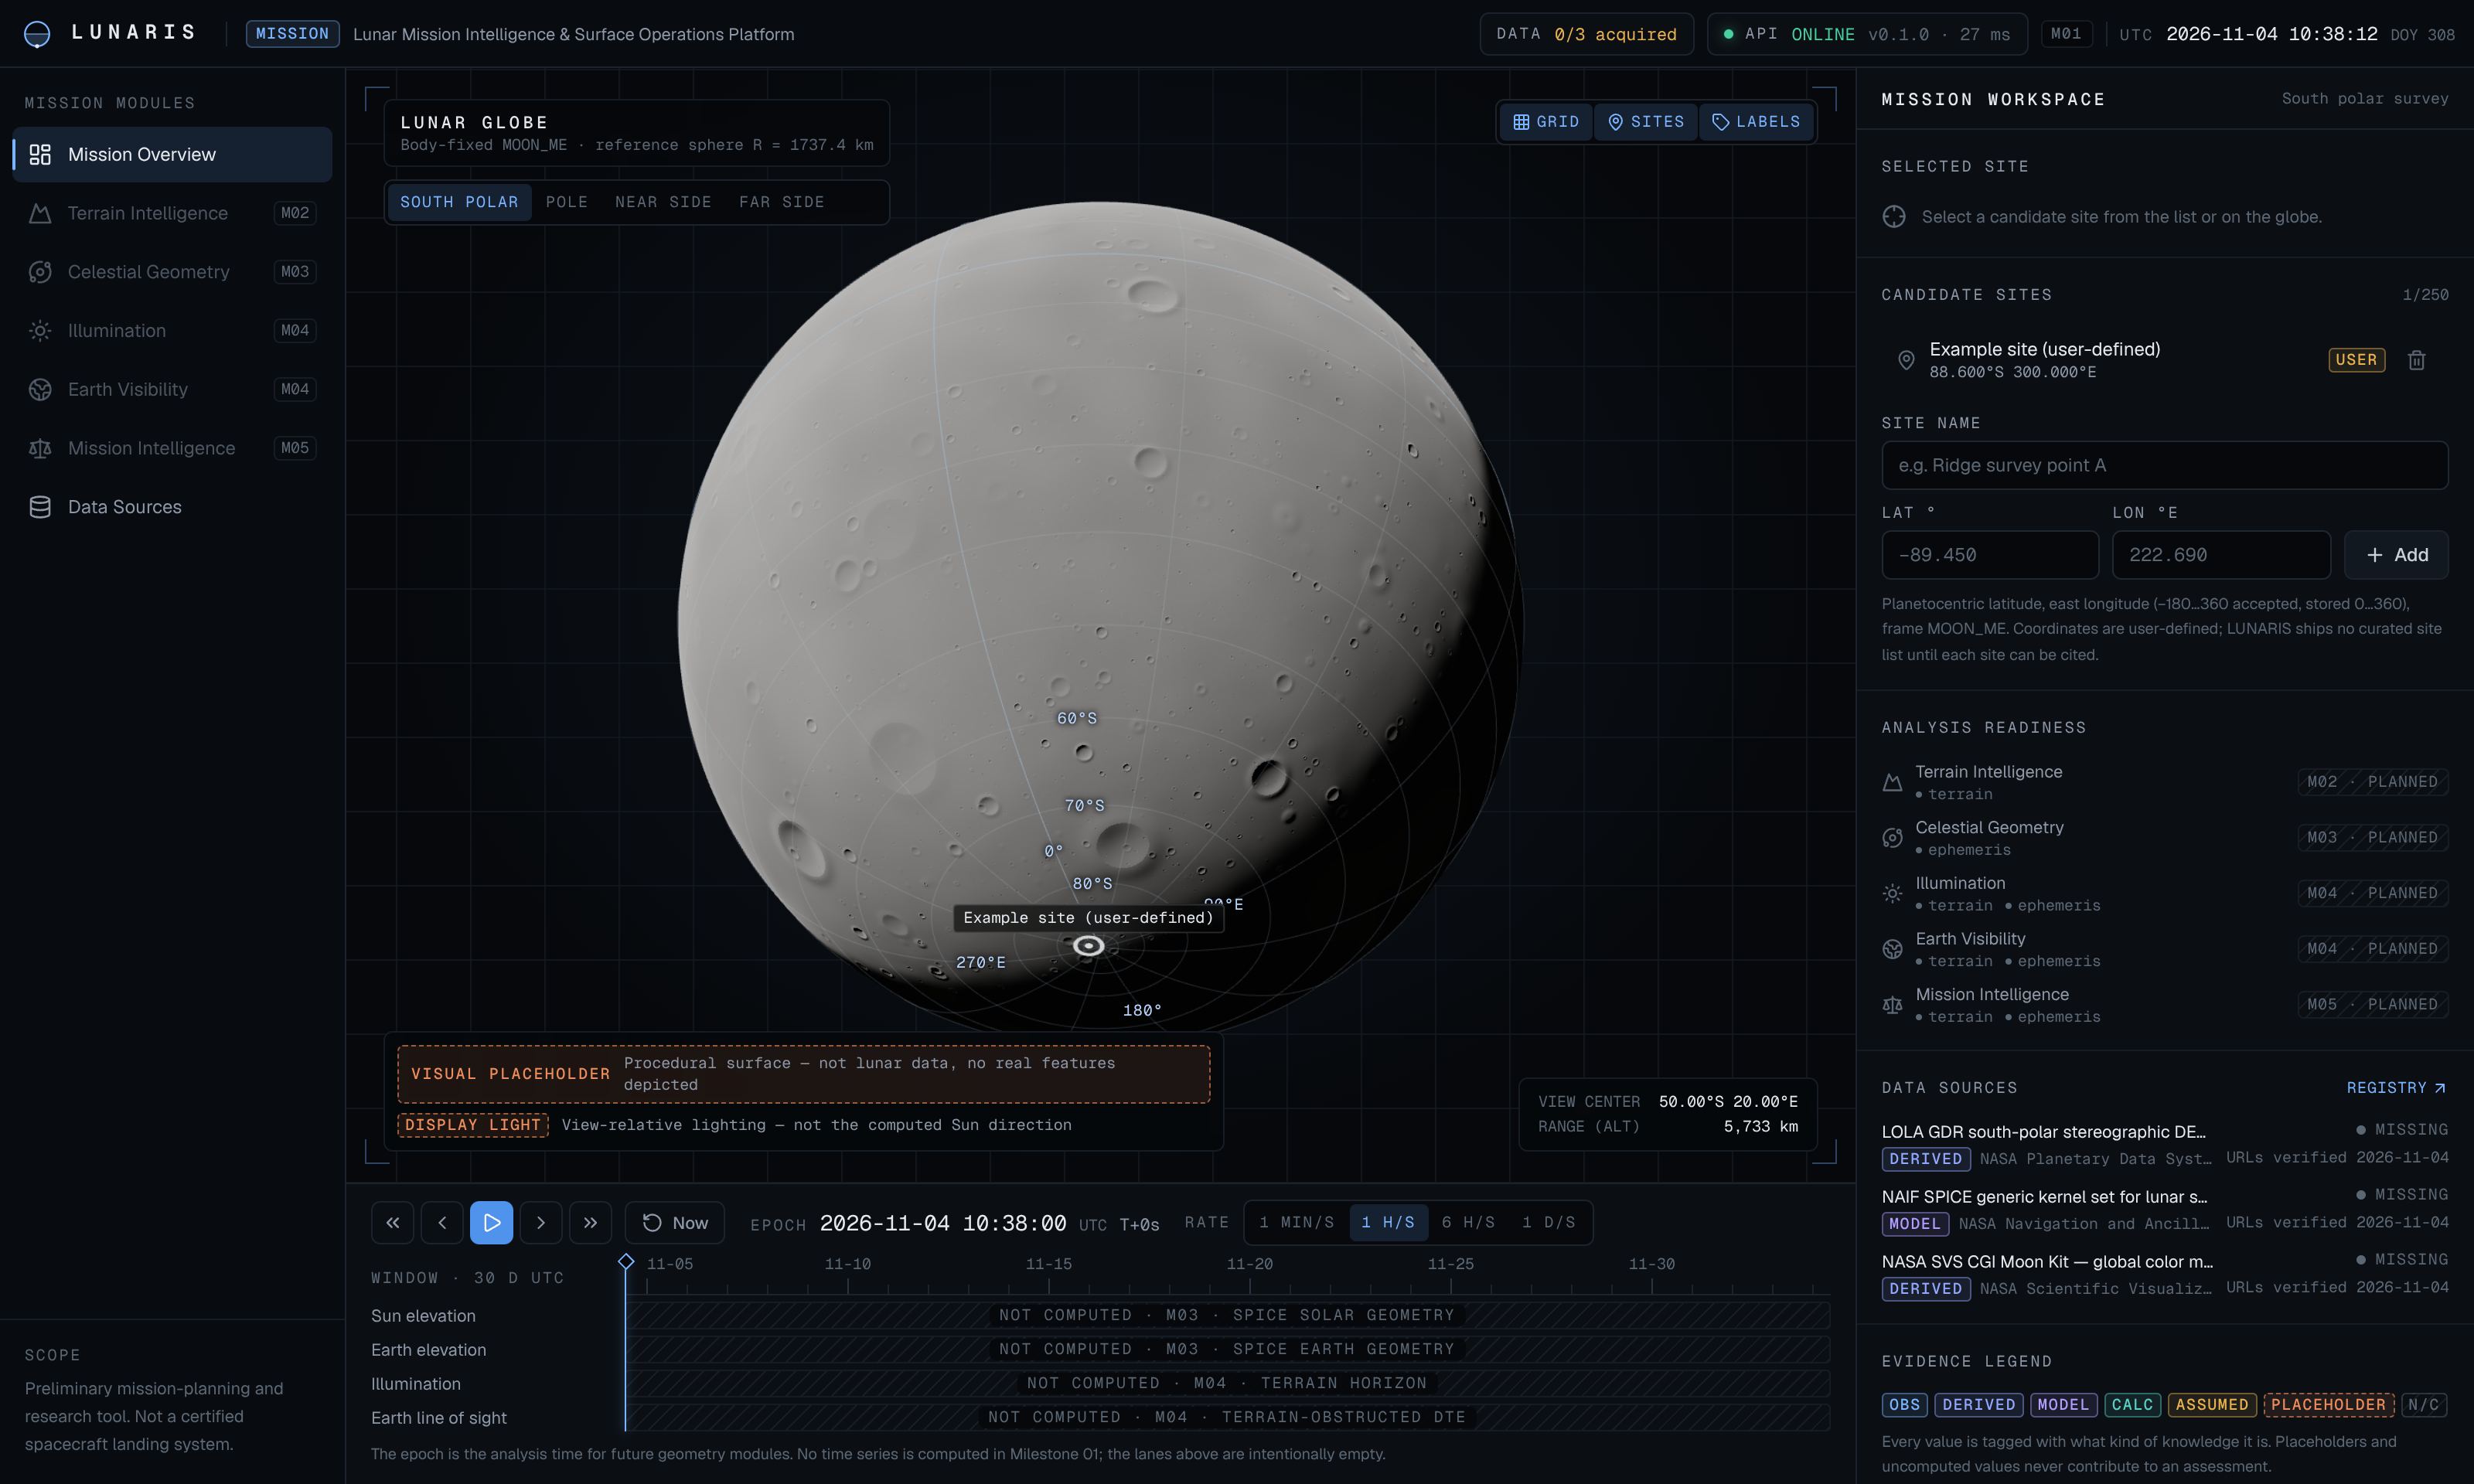 LUNARIS
MISSION Lunar Mission Intelligence & Surface Operations Platform
DATA 0/3 acquired
API ONLINE v0.1.0 · 27 ms
M01
UTC 2026-11-04 10:38:12 DOY 308
MISSION MODULES
Mission Overview
Terrain Intelligence M02
Celestial Geometry M03
Illumination M04
Earth Visibility M04
Mission Intelligence M05
Data Sources
SCOPE
Preliminary mission-planning and
research tool. Not a certified
spacecraft landing system.
LUNAR GLOBE
Body-fixed MOON_ME · reference sphere R = 1737.4 km
SOUTH POLAR POLE NEAR SIDE FAR SIDE
GRID SITES LABELS
60°S
70°S
0°
80°S
90°E
Example site (user-defined)
270°E
180°
VISUAL PLACEHOLDER Procedural surface — not lunar data, no real features
depicted
DISPLAY LIGHT View-relative lighting — not the computed Sun direction
VIEW CENTER 50.00°S 20.00°E
RANGE (ALT) 5,733 km
Now
EPOCH 2026-11-04 10:38:00 UTC T+0s
RATE 1 MIN/S 1 H/S 6 H/S 1 D/S
WINDOW · 30 D UTC
11-05 11-10 11-15 11-20 11-25 11-30
Sun elevation NOT COMPUTED · M03 · SPICE SOLAR GEOMETRY
Earth elevation NOT COMPUTED · M03 · SPICE EARTH GEOMETRY
Illumination NOT COMPUTED · M04 · TERRAIN HORIZON
Earth line of sight NOT COMPUTED · M04 · TERRAIN-OBSTRUCTED DTE
The epoch is the analysis time for future geometry modules. No time series is computed in Milestone 01; the lanes above are intentionally empty.
MISSION WORKSPACE South polar survey
SELECTED SITE
Select a candidate site from the list or on the globe.
CANDIDATE SITES 1/250
Example site (user-defined)
88.600°S 300.000°E
USER
SITE NAME
e.g. Ridge survey point A
LAT ° LON °E
−89.450 222.690 Add
Planetocentric latitude, east longitude (−180…360 accepted, stored 0…360),
frame MOON_ME. Coordinates are user-defined; LUNARIS ships no curated site
list until each site can be cited.
ANALYSIS READINESS
Terrain Intelligence
terrain
M02 · PLANNED
Celestial Geometry
ephemeris
M03 · PLANNED
Illumination
terrain ephemeris
M04 · PLANNED
Earth Visibility
terrain ephemeris
M04 · PLANNED
Mission Intelligence
terrain ephemeris
M05 · PLANNED
DATA SOURCES REGISTRY
LOLA GDR south-polar stereographic DE… MISSING
DERIVED NASA Planetary Data Syst… URLs verified 2026-11-04
NAIF SPICE generic kernel set for lunar s… MISSING
MODEL NASA Navigation and Ancill… URLs verified 2026-11-04
NASA SVS CGI Moon Kit — global color m… MISSING
DERIVED NASA Scientific Visualiz… URLs verified 2026-11-04
EVIDENCE LEGEND
OBS DERIVED MODEL CALC ASSUMED PLACEHOLDER N/C
Every value is tagged with what kind of knowledge it is. Placeholders and
uncomputed values never contribute to an assessment.